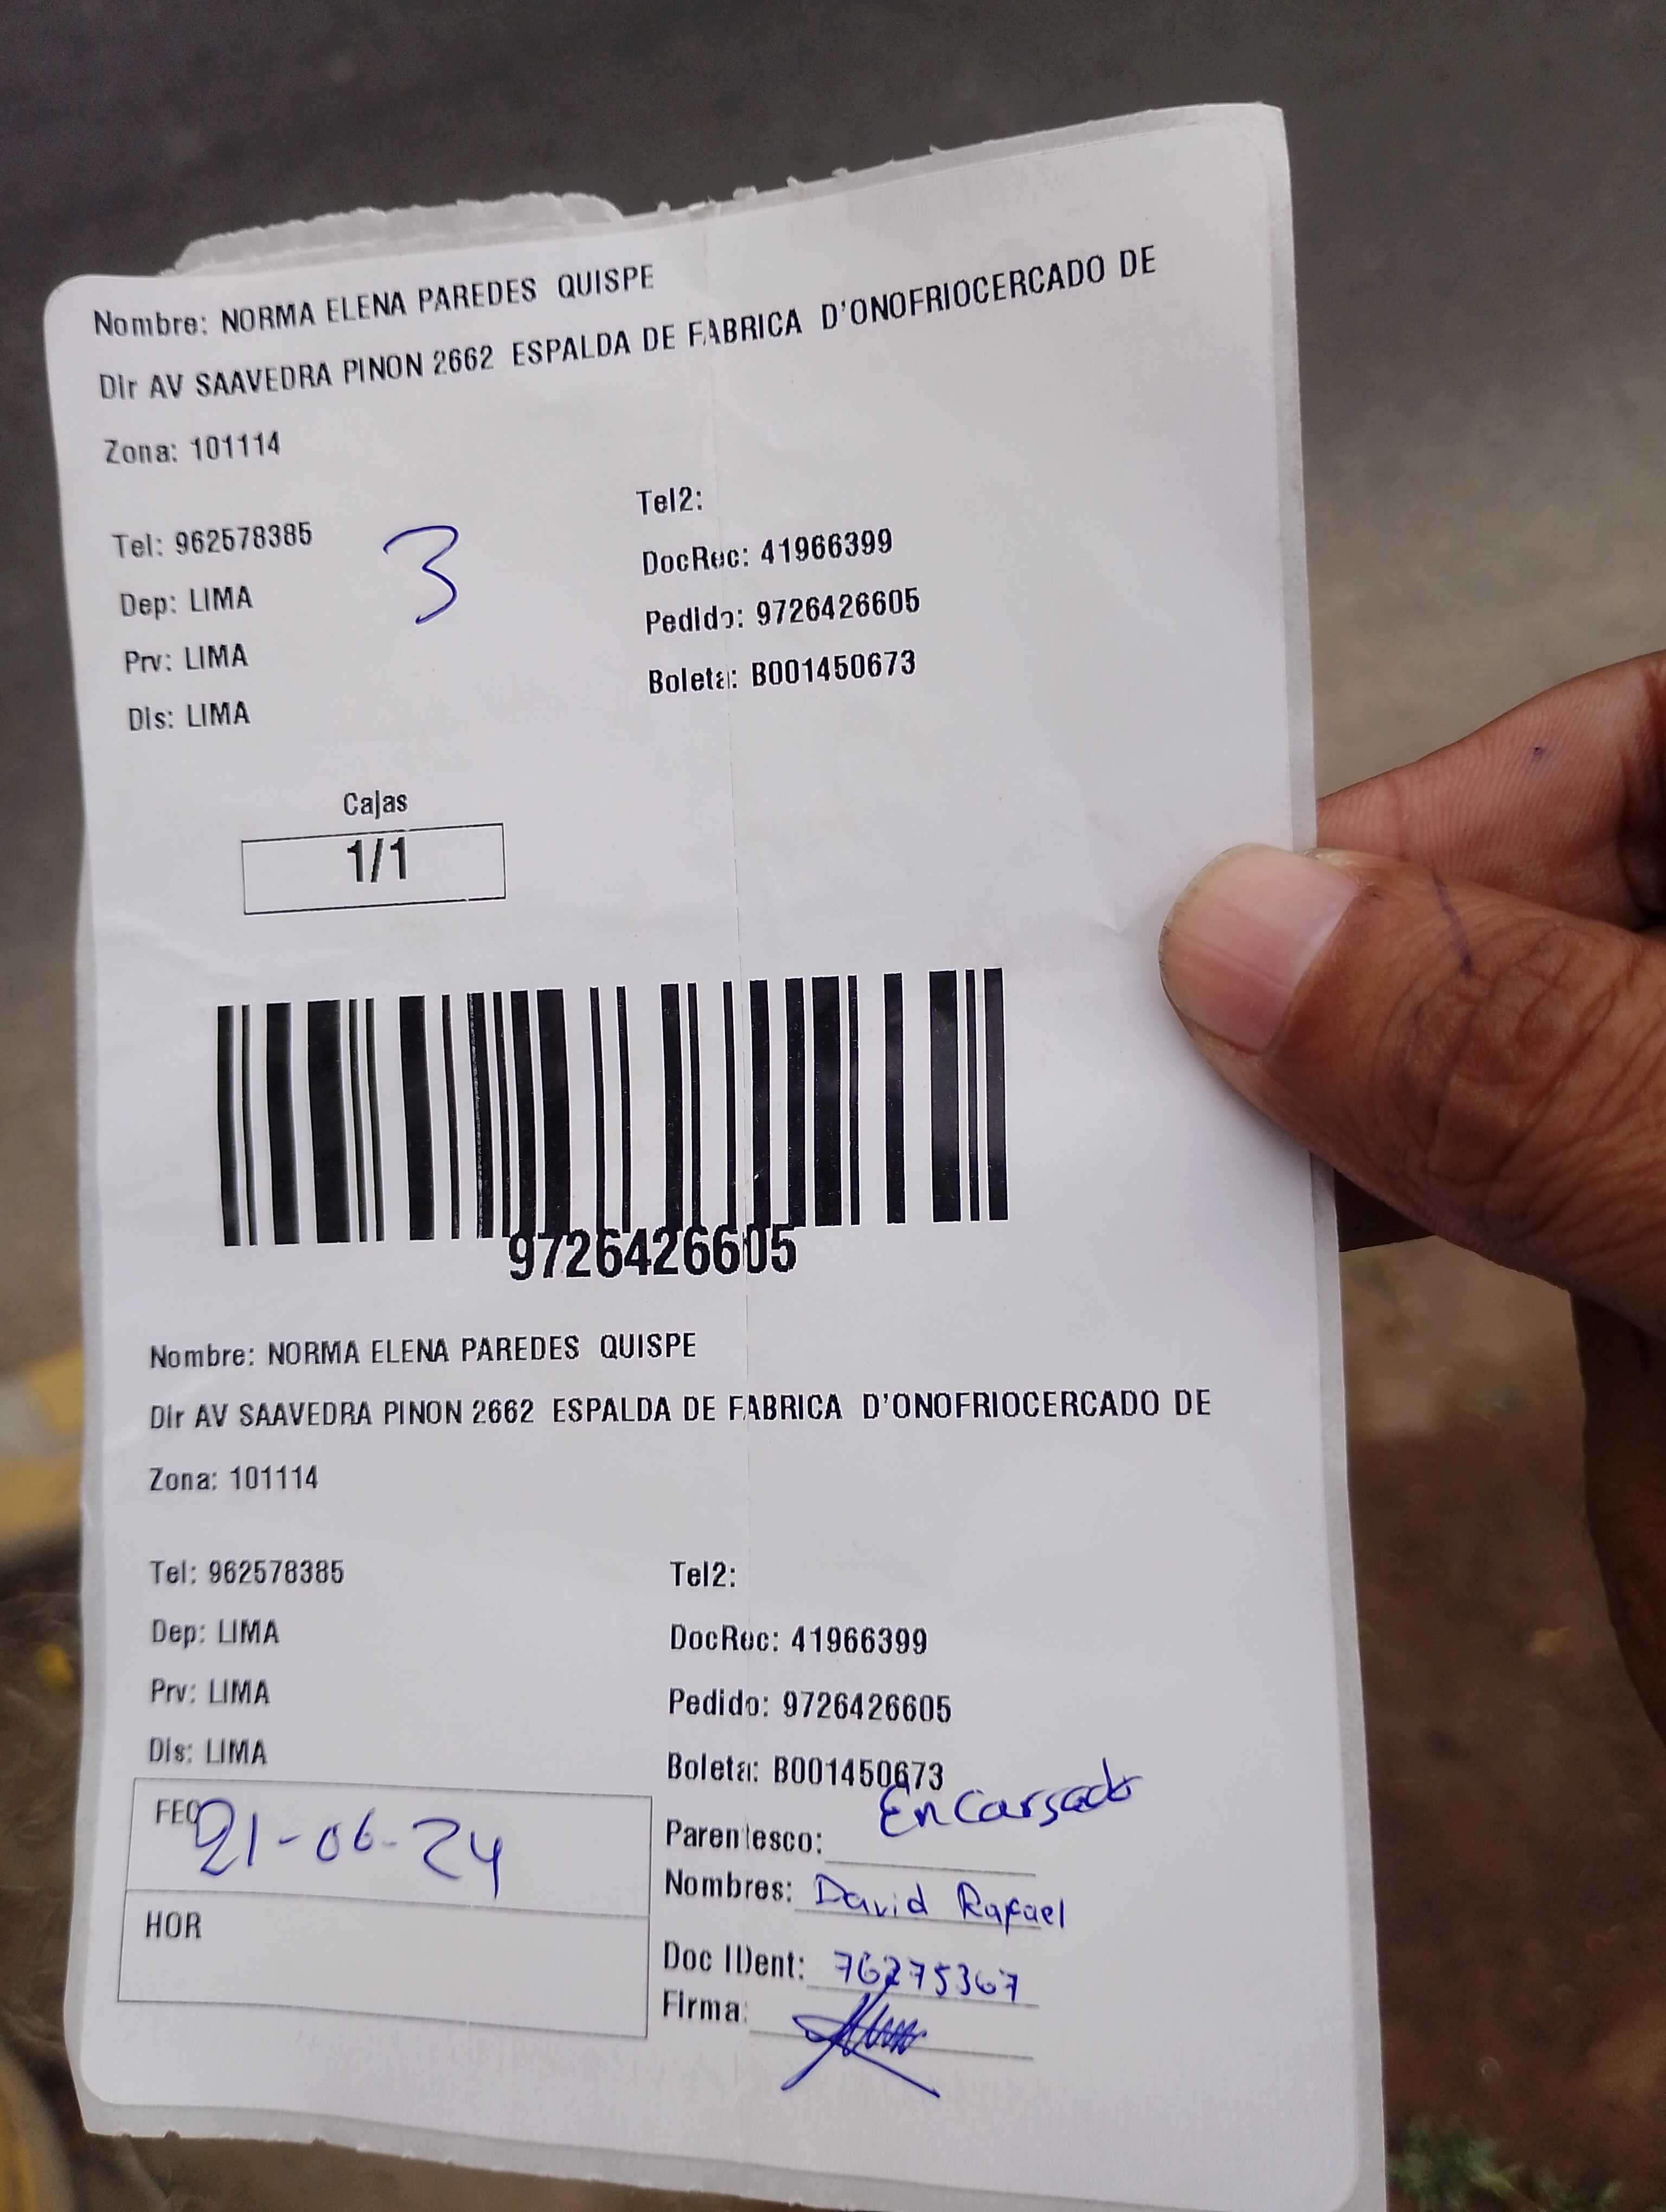 Nombre: NORMA ELENA PAREDES QUISPE
Dir AV SAAVEDRA PINON 2662 ESPALDA DE FABRICA D'ONOFRIOCERCADO DE
Zona: 101114
Tel: 962578385
3
Tel2:
Dep: LIMA
DocRec: 41966399
Prv: LIMA
Pedido: 9726426605
Dis: LIMA
Boleta: B001450673
Cajas
1/1
9726426605
Nombre: NORMA ELENA PAREDES QUISPE
Dir AV SAAVEDRA PINON 2662 ESPALDA DE FABRICA D'ONOFRIOCERCADO DE
Zona: 101114
Tel: 962578385
Tel2:
Dep: LIMA
DocRec: 41966399
Prv: LIMA
Pedido: 9726426605
Dis: LIMA
Boleta: B001450673
FEC 21-06-24
HOR
Parentesco: Encargado
Nombres: David Rafael
Doc IDent: 76275367
Firma: